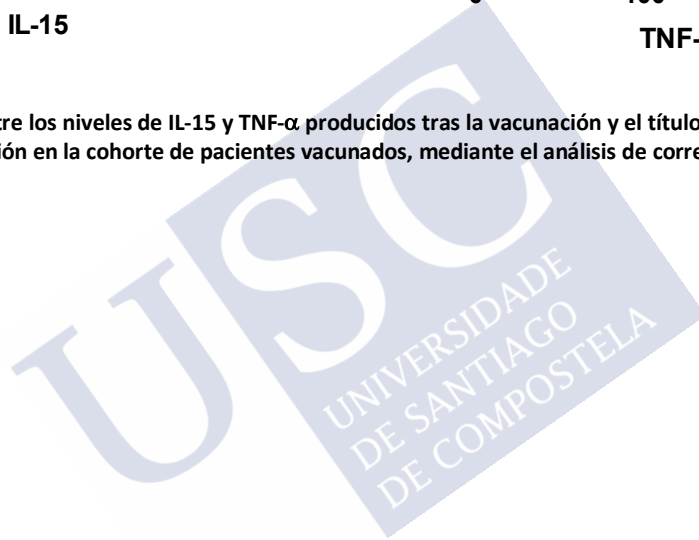 IL-15
TNF-
tre los niveles de IL-15 y TNF-α producidos tras la vacunación y el título
ión en la cohorte de pacientes vacunados, mediante el análisis de corre
USC
UNIVERSIDADE
DE SANTIAGO
DE COMPOSTELA